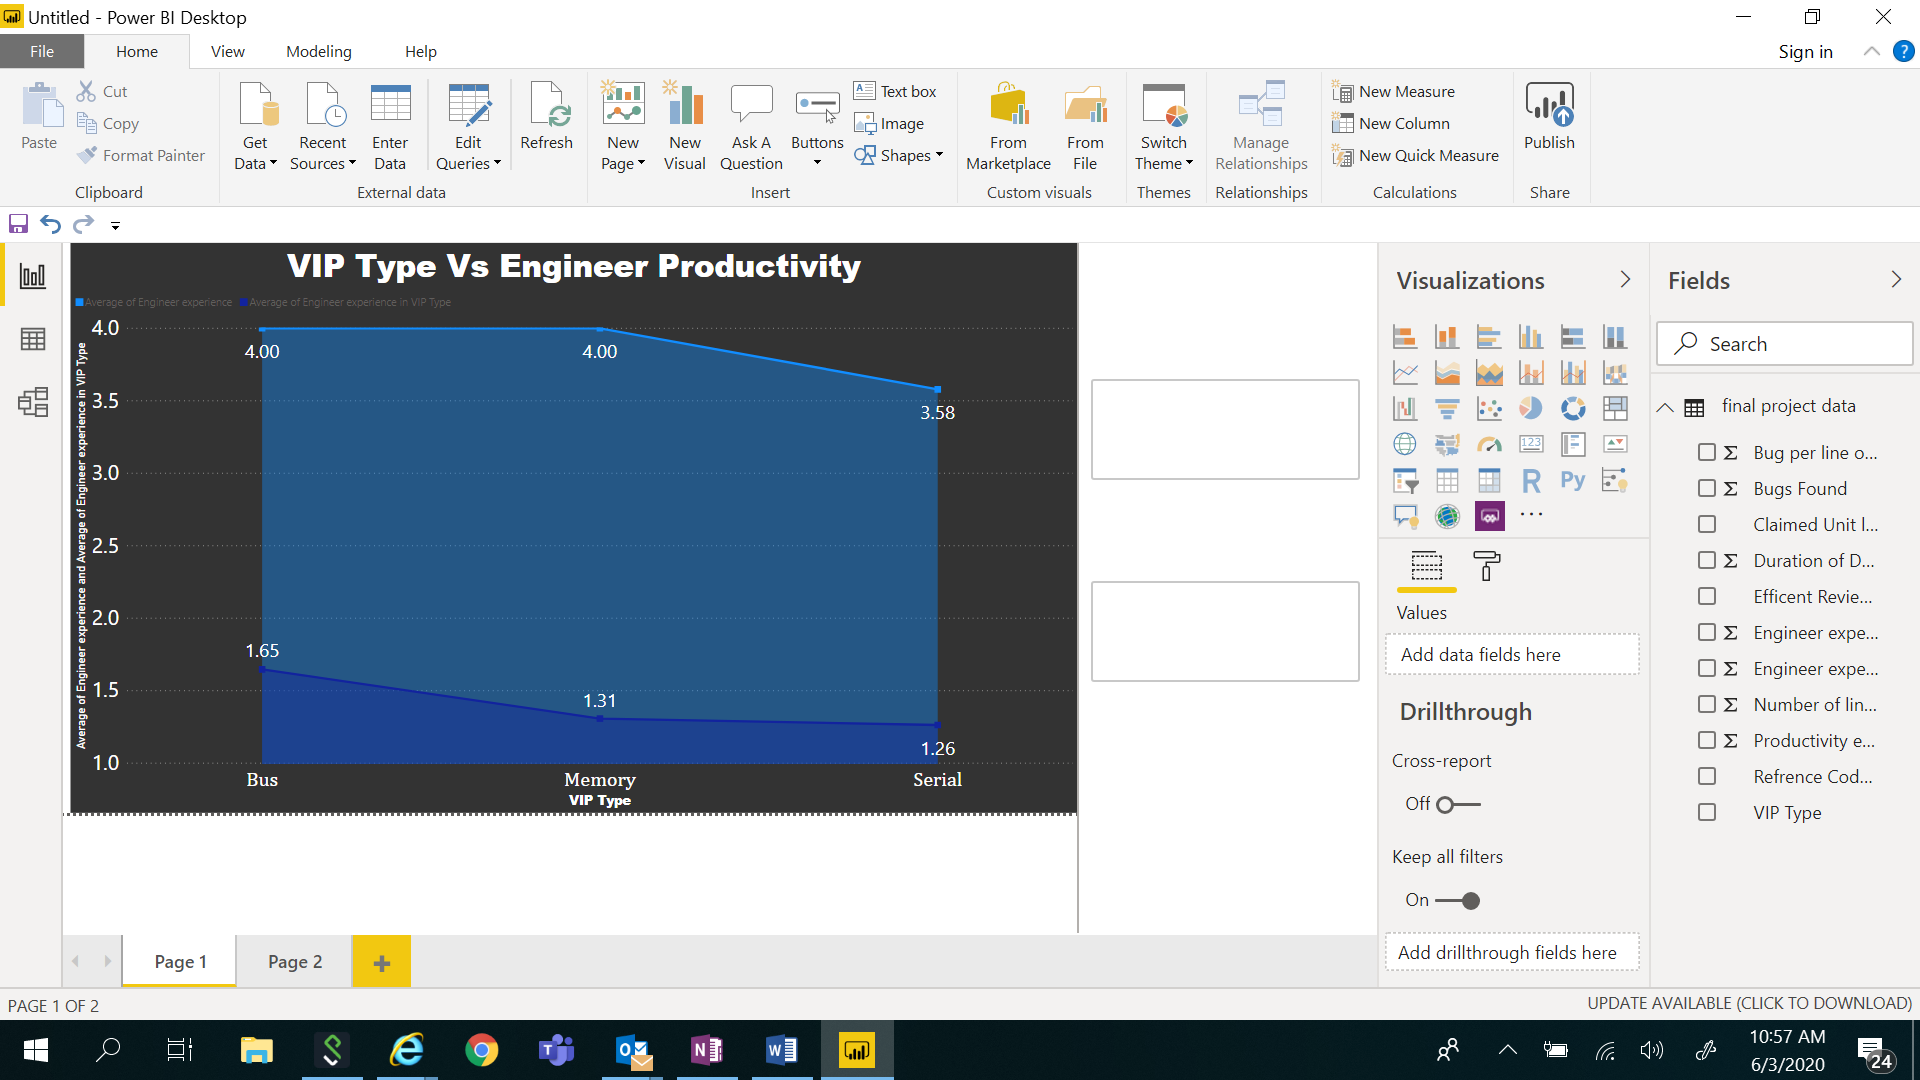 Untitled - Power BI Desktop
File
Home
View
Modeling
Help
Sign in
?
Paste
Cut
Copy
Format Painter
Clipboard
Get Data
Recent Sources
Enter Data
Edit Queries
Refresh
External data
New Page
New Visual
Ask A Question
Buttons
Text box
Image
Shapes
Insert
From Marketplace
From File
Custom visuals
Switch Theme
Themes
Manage Relationships
Relationships
New Measure
New Column
New Quick Measure
Calculations
Publish
Share
VIP Type Vs Engineer Productivity
Average of Engineer experience
Average of Engineer experience in VIP Type
Average of Engineer experience and Average of Engineer experience in VIP Type
4.0
3.5
3.0
2.5
2.0
1.5
1.0
4.00
4.00
3.58
1.65
1.31
1.26
Bus
Memory
Serial
VIP Type
Visualizations
123
R
Py
...
Values
Add data fields here
Drillthrough
Cross-report
Off
Keep all filters
On
Add drillthrough fields here
Fields
Search
final project data
Σ Bug per line o...
Σ Bugs Found
Claimed Unit l...
Σ Duration of D...
Efficent Revie...
Σ Engineer expe...
Σ Engineer expe...
Σ Number of lin...
Σ Productivity e...
Refrence Cod...
VIP Type
Page 1
Page 2
+
PAGE 1 OF 2
UPDATE AVAILABLE (CLICK TO DOWNLOAD)
10:57 AM
6/3/2020
24